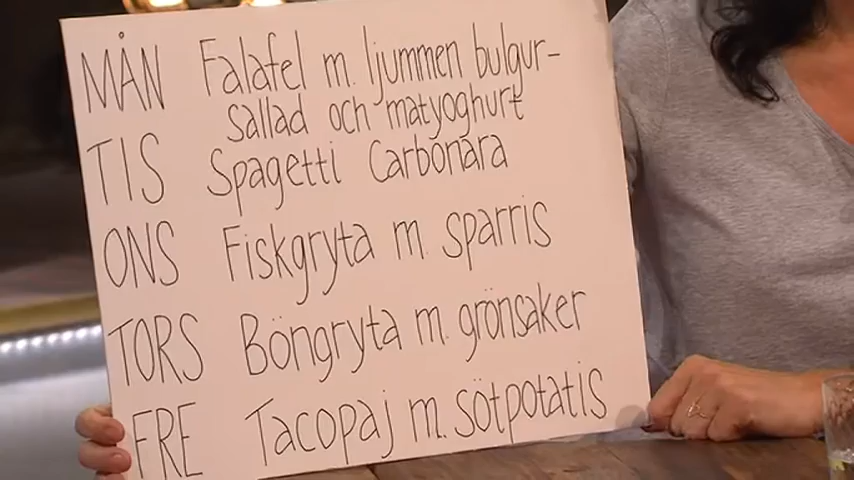 MÅN Falafel m. ljummen bulgur-
sallad och matyoghurt
TIS Spagetti Carbonara
ONS Fiskgryta m. sparris
TORS Böngryta m. grönsaker
FRE Tacopaj m. sötpotatis